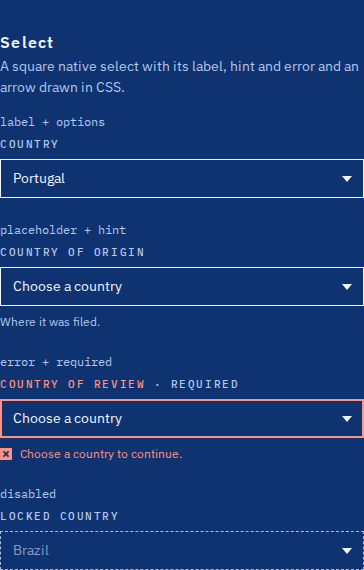 Select
A square native select with its label, hint and error and an
arrow drawn in CSS.
label + options
COUNTRY
Portugal
placeholder + hint
COUNTRY OF ORIGIN
Choose a country
Where it was filed.
error + required
COUNTRY OF REVIEW · REQUIRED
Choose a country
Choose a country to continue.
disabled
LOCKED COUNTRY
Brazil